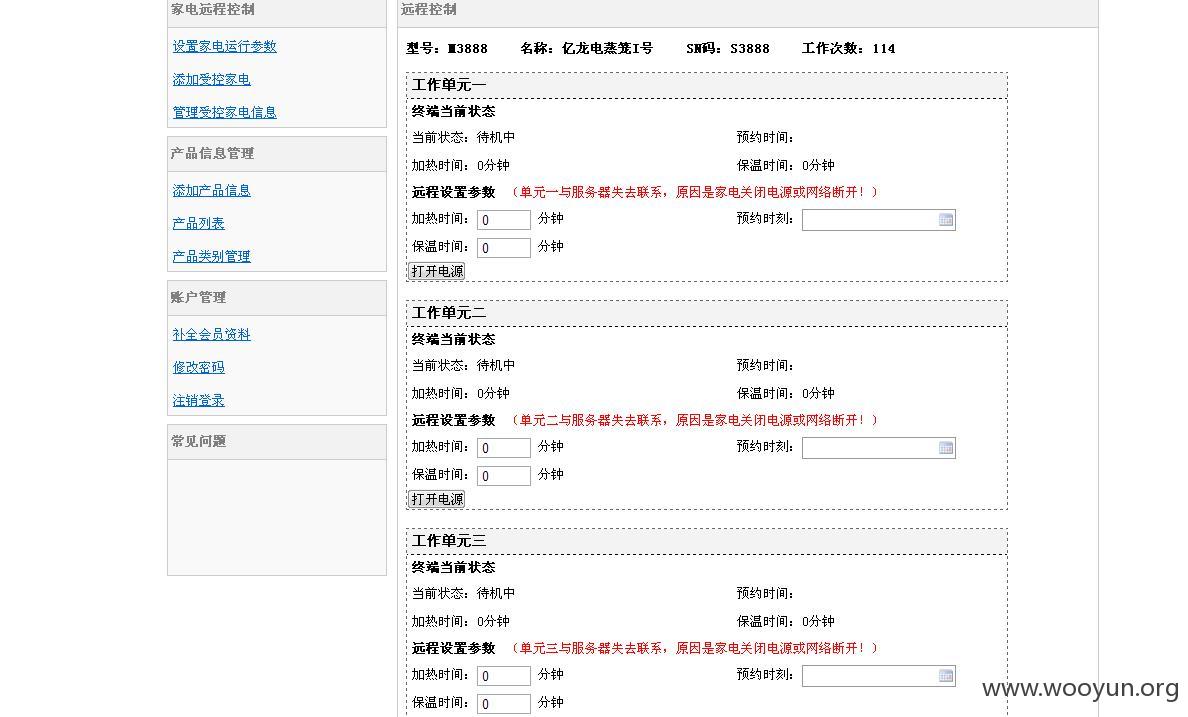 家电远程控制
设置家电运行参数
添加受控家电
管理受控家电信息
产品信息管理
添加产品信息
产品列表
产品类别管理
账户管理
补全会员资料
修改密码
注销登录
常见问题
远程控制
型号：M3888 名称：亿龙电蒸笼I号 SN码：S3888 工作次数：114
工作单元一
终端当前状态
当前状态：待机中 预约时间：
加热时间：0分钟 保温时间：0分钟
远程设置参数 （单元一与服务器失去联系，原因是家电关闭电源或网络断开！）
加热时间：0 分钟 预约时刻：
保温时间：0 分钟
打开电源
工作单元二
终端当前状态
当前状态：待机中 预约时间：
加热时间：0分钟 保温时间：0分钟
远程设置参数 （单元二与服务器失去联系，原因是家电关闭电源或网络断开！）
加热时间：0 分钟 预约时刻：
保温时间：0 分钟
打开电源
工作单元三
终端当前状态
当前状态：待机中 预约时间：
加热时间：0分钟 保温时间：0分钟
远程设置参数 （单元三与服务器失去联系，原因是家电关闭电源或网络断开！）
加热时间：0 分钟 预约时刻：
保温时间：0 分钟
www.wooyun.org